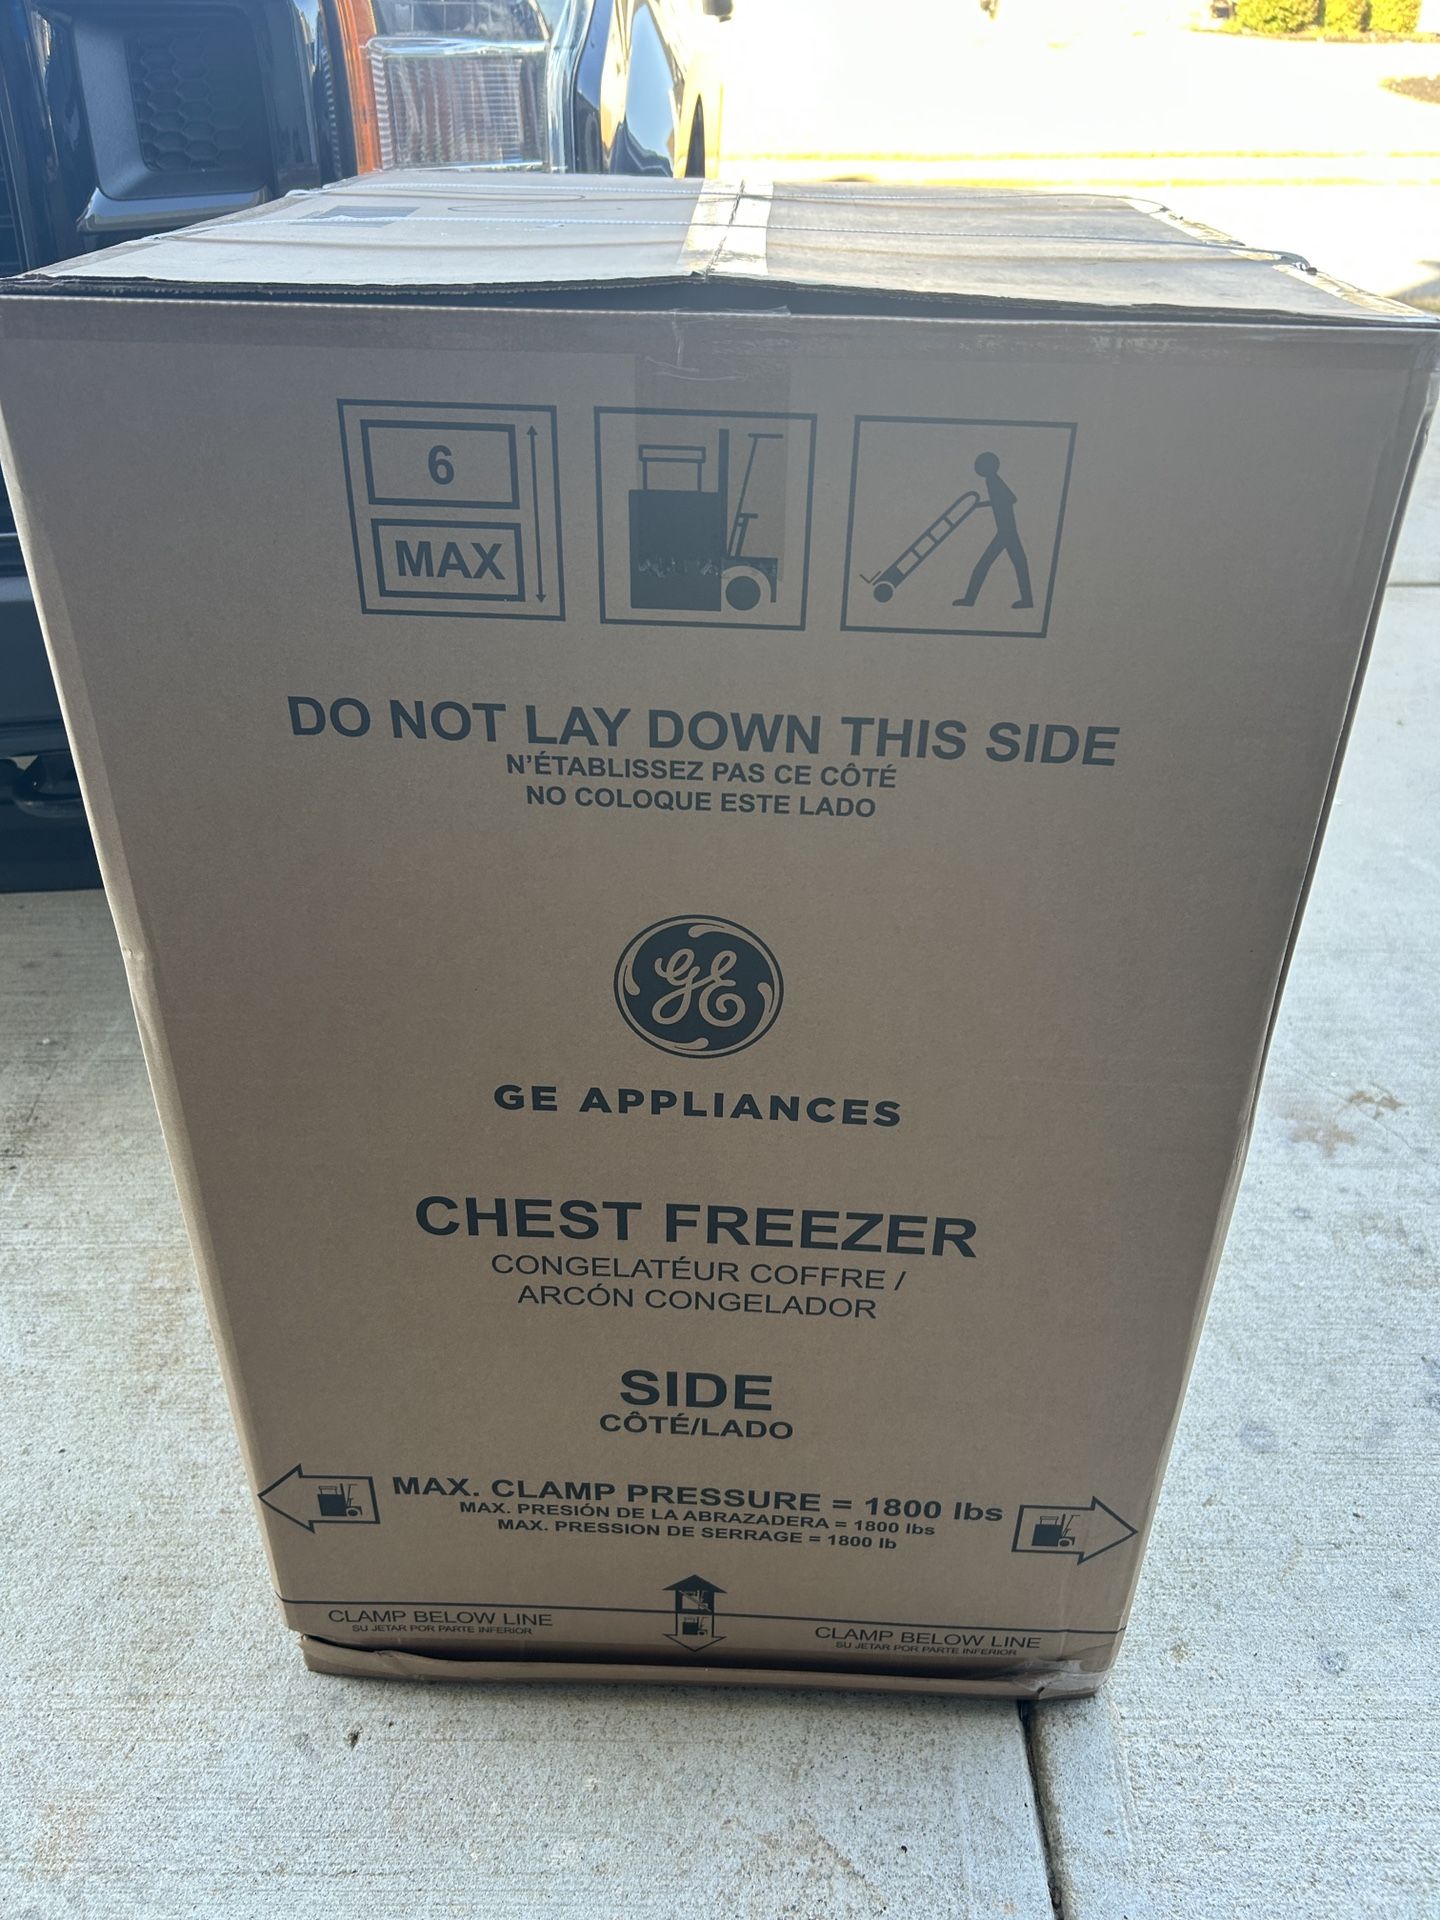 6
MAX
DO NOT LAY DOWN THIS SIDE
N'ÉTABLISSEZ PAS CE CÔTÉ
NO COLOQUE ESTE LADO
GE
GE APPLIANCES
CHEST FREEZER
CONGELATÉUR COFFRE /
ARCÓN CONGELADOR
SIDE
CÔTÉ/LADO
MAX. CLAMP PRESSURE = 1800 lbs
MAX. PRESIÓN DE LA ABRAZADERA = 1800 lbs
MAX. PRESSION DE SERRAGE = 1800 lb
CLAMP BELOW LINE
SU JETAR POR PARTE INFERIOR
CLAMP BELOW LINE
SU JETAR POR PARTE INFERIOR